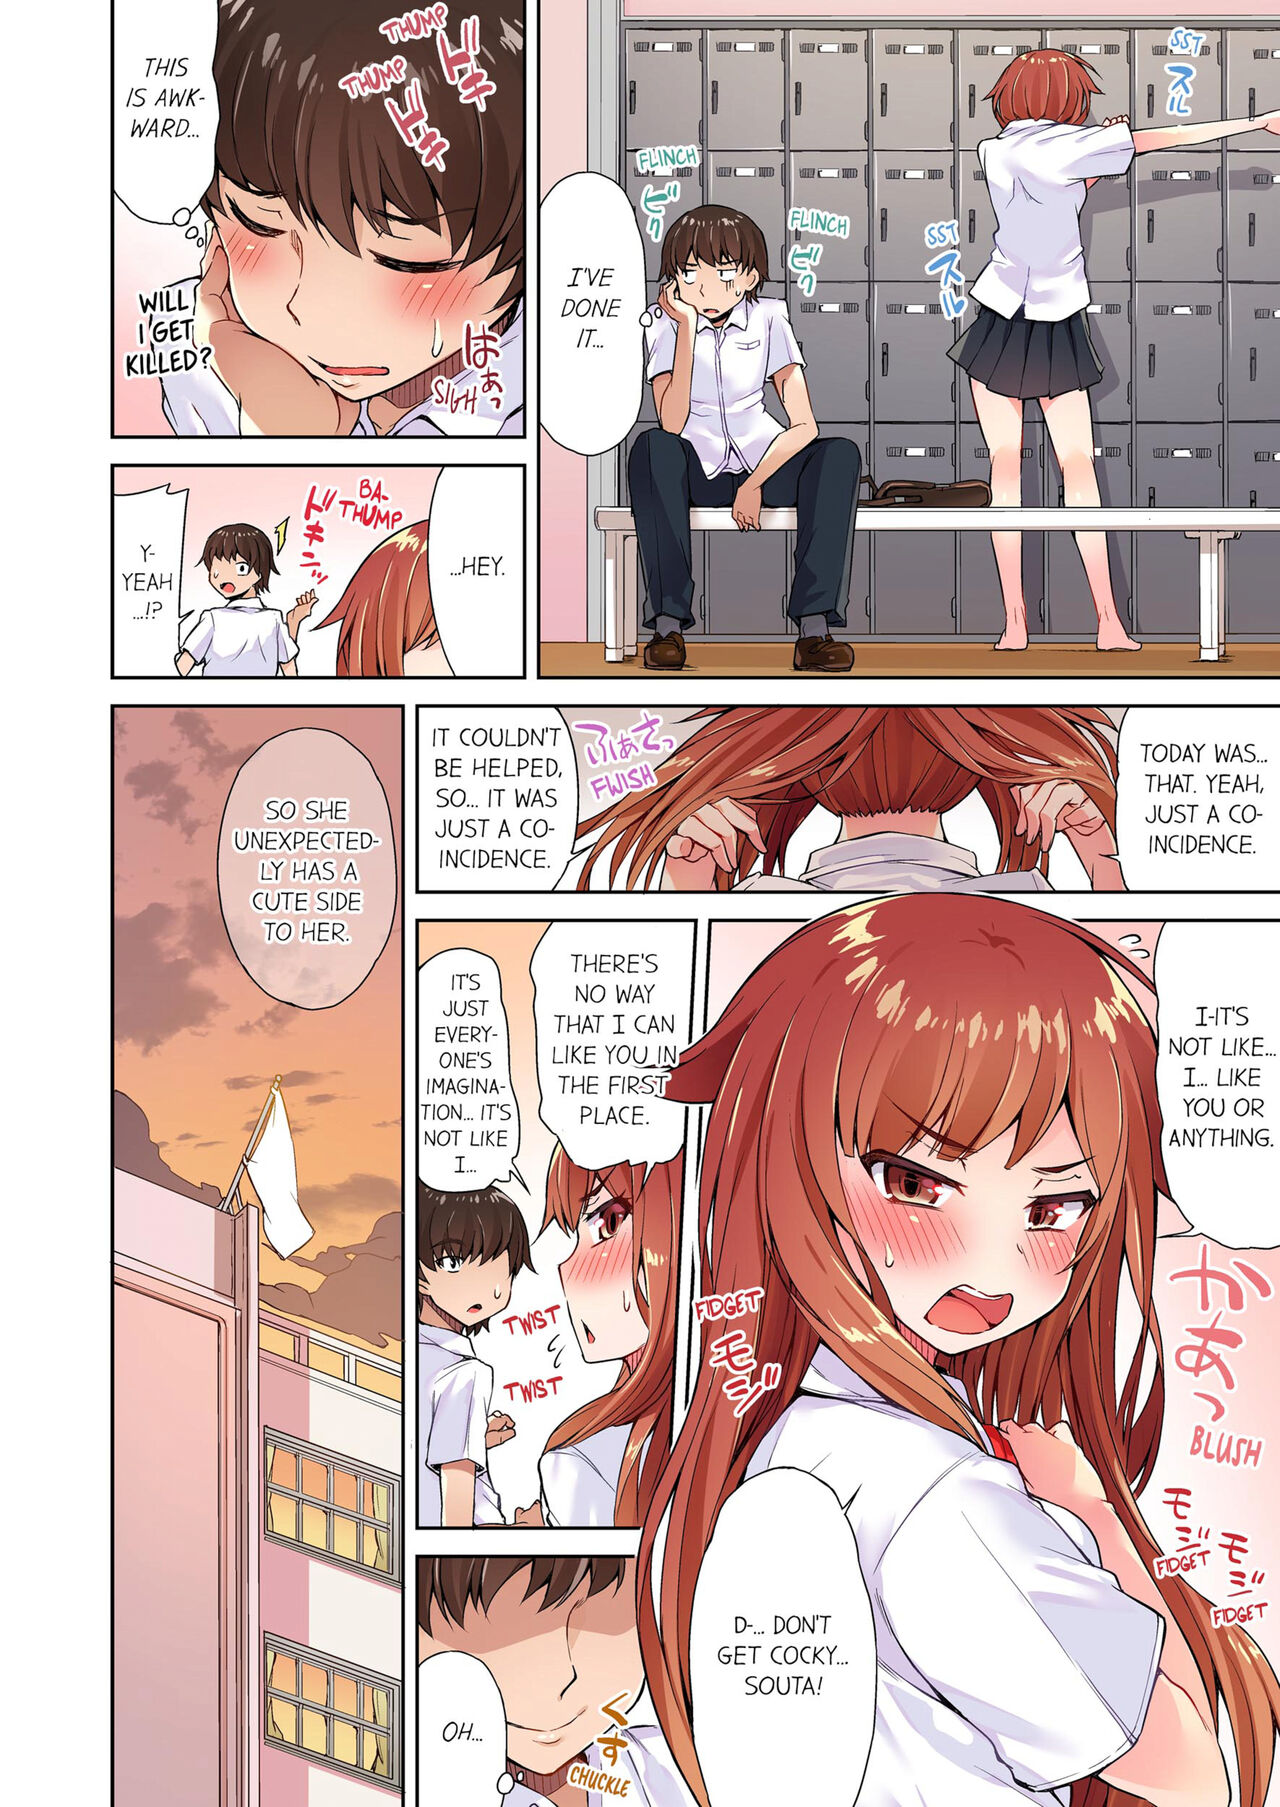 SST
スル
SST
スル
FLINCH
ビク
FLINCH
ビク
I'VE
DONE
IT...
THUMP
THUMP
ドキ
ドキ
THIS
IS AWK-
WARD...
WILL
I GET
KILLED?
はぁっ
SIGH
...HEY.
BA-
THUMP
ドキンッ
Y-
YEAH
...!?
TODAY WAS...
THAT. YEAH,
JUST A CO-
INCIDENCE.
ふぁさっ
FWISH
IT COULDN'T
BE HELPED,
SO... IT WAS
JUST A CO-
INCIDENCE.
I-IT'S
NOT LIKE...
I... LIKE
YOU OR
ANYTHING.
かあっ
BLUSH
FIDGET
モジ
モジ
FIDGET
モジ
FIDGET
D-... DON'T
GET COCKY...
SOUTA!
THERE'S
NO WAY
THAT I CAN
LIKE YOU IN
THE FIRST
PLACE.
IT'S
JUST
EVERY-
ONE'S
IMAGINA-
TION... IT'S
NOT LIKE
I...
TWIST
TWIST
OH...
くす
CHUCKLE
SO SHE
UNEXPECTED-
LY HAS A
CUTE SIDE
TO HER.